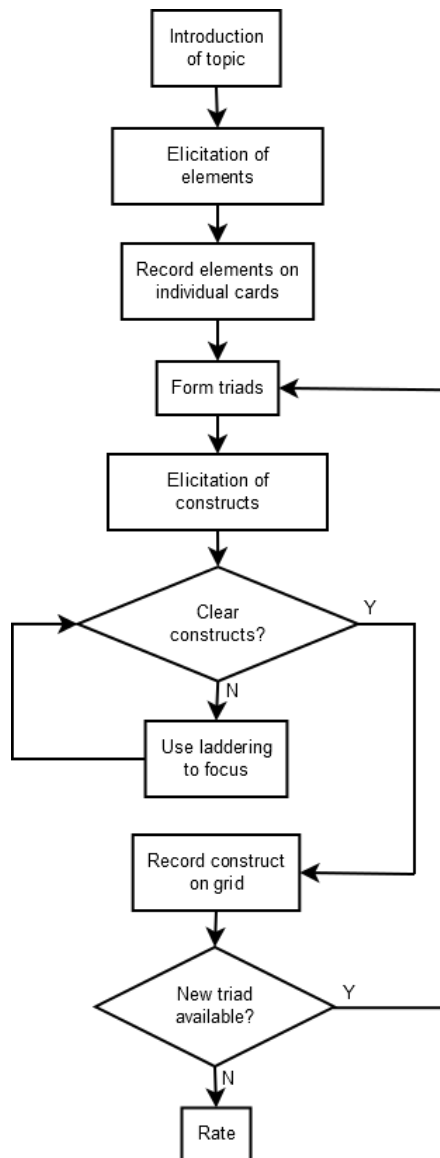 Introduction
of topic
Elicitation of
elements
Record elements on
individual cards
Form triads
Elicitation of
constructs
Clear
constructs?
Y
N
Use laddering
to focus
Record construct
on grid
New triad
available?
Y
N
Rate